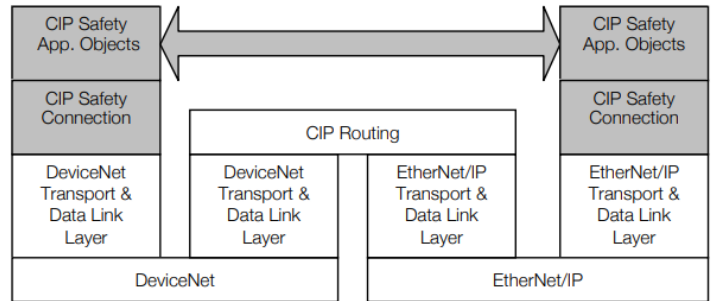 CIP Safety
App. Objects
CIP Safety
App. Objects
CIP Safety
Connection
CIP Safety
Connection
CIP Routing
DeviceNet
Transport &
Data Link
Layer
DeviceNet
Transport &
Data Link
Layer
EtherNet/IP
Transport &
Data Link
Layer
EtherNet/IP
Transport &
Data Link
Layer
DeviceNet
EtherNet/IP